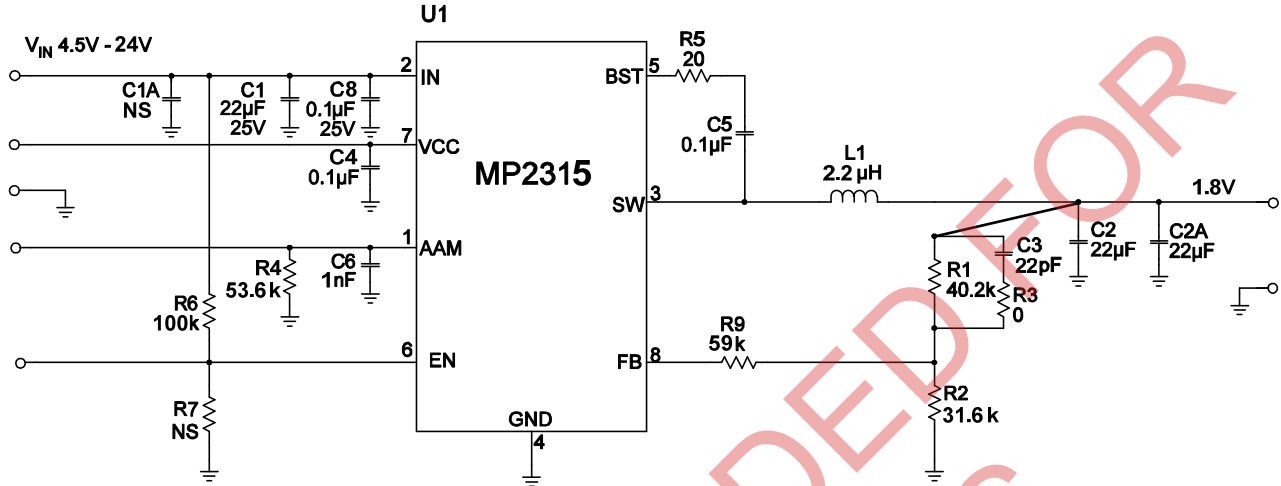 U1
V_IN 4.5V - 24V
C1A
NS
C1
22µF
25V
C8
0.1µF
25V
2
IN
7
VCC
C4
0.1µF
1
AAM
R4
53.6k
C6
1nF
R6
100k
6
EN
R7
NS
MP2315
GND
4
BST
5
R5
20
C5
0.1µF
SW
3
L1
2.2 µH
1.8V
C2
22µF
C2A
22µF
C3
22pF
R1
40.2k
R3
0
R9
59k
FB
8
R2
31.6 k
DED FOR